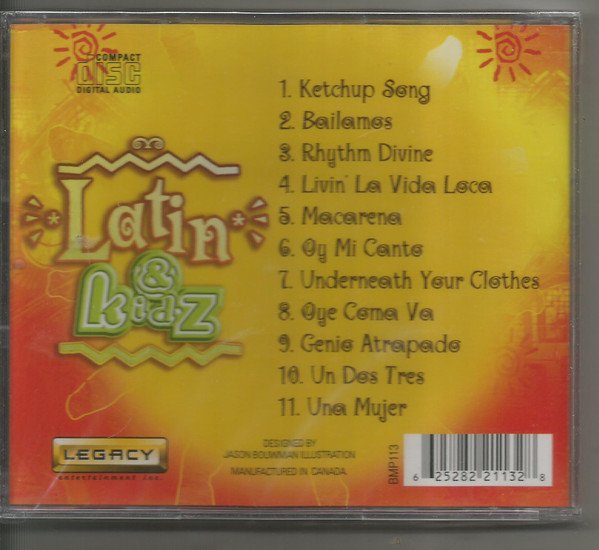 COMPACT
disc
DIGITAL AUDIO
Latin
&
kidz
1. Ketchup Song
2. Bailamos
3. Rhythm Divine
4. Livin' La Vida Loca
5. Macarena
6. Oy Mi Canto
7. Underneath Your Clothes
8. Oye Coma Va
9. Genio Atrapado
10. Un Dos Tres
11. Una Mujer
LEGACY
entertainment inc.
DESIGNED BY
JASON BOUWMAN ILLUSTRATION
MANUFACTURED IN CANADA.
BMP113
6 25282 21132 8